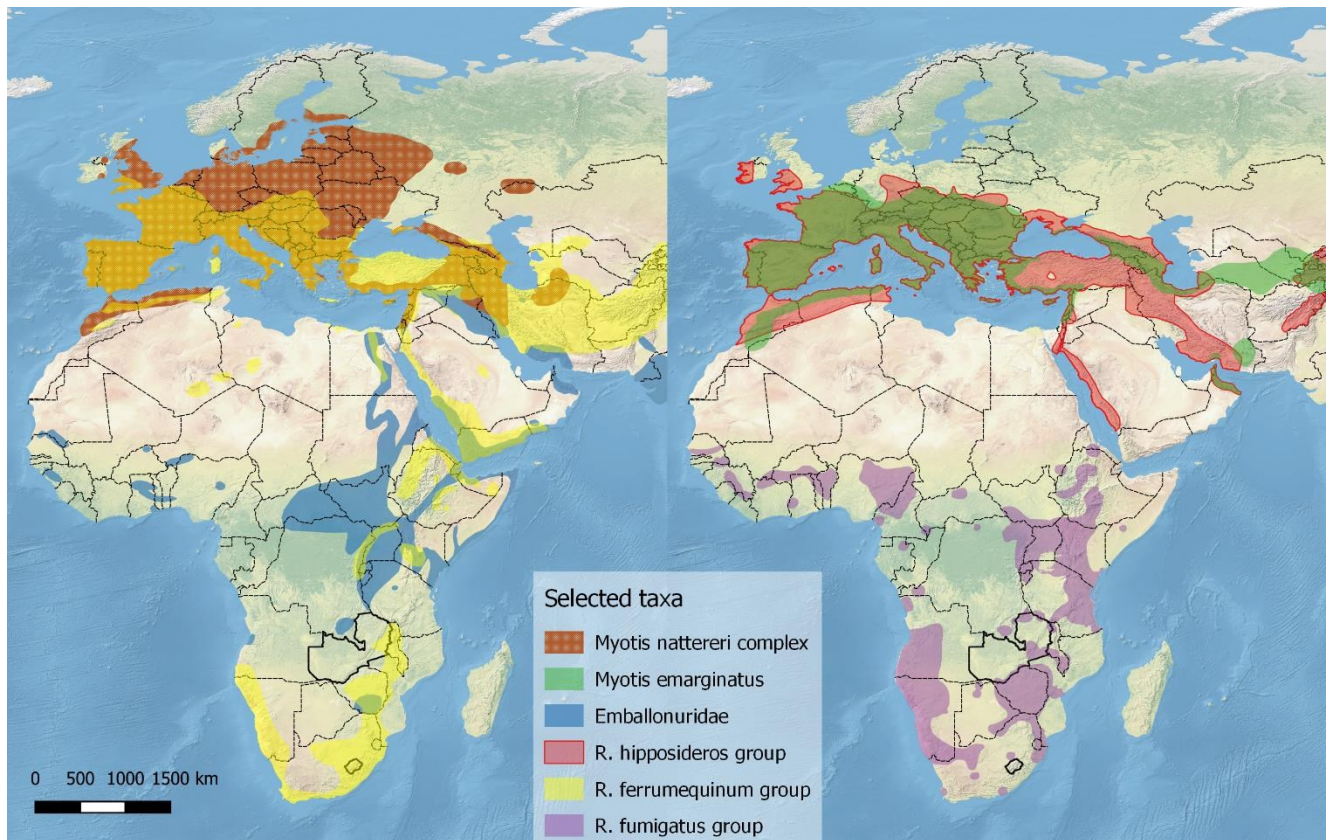 Selected taxa
Myotis nattereri complex
Myotis emarginatus
Emballonuridae
R. hipposideros group
R. ferrumequinum group
R. fumigatus group
0 500 1000 1500 km